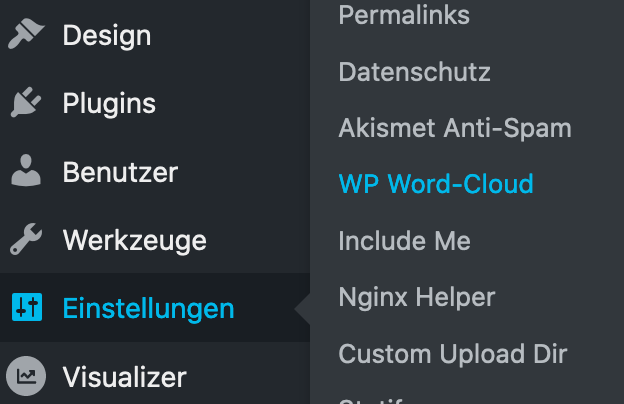 Design
Plugins
Benutzer
Werkzeuge
Einstellungen
Visualizer
Permalinks
Datenschutz
Akismet Anti-Spam
WP Word-Cloud
Include Me
Nginx Helper
Custom Upload Dir